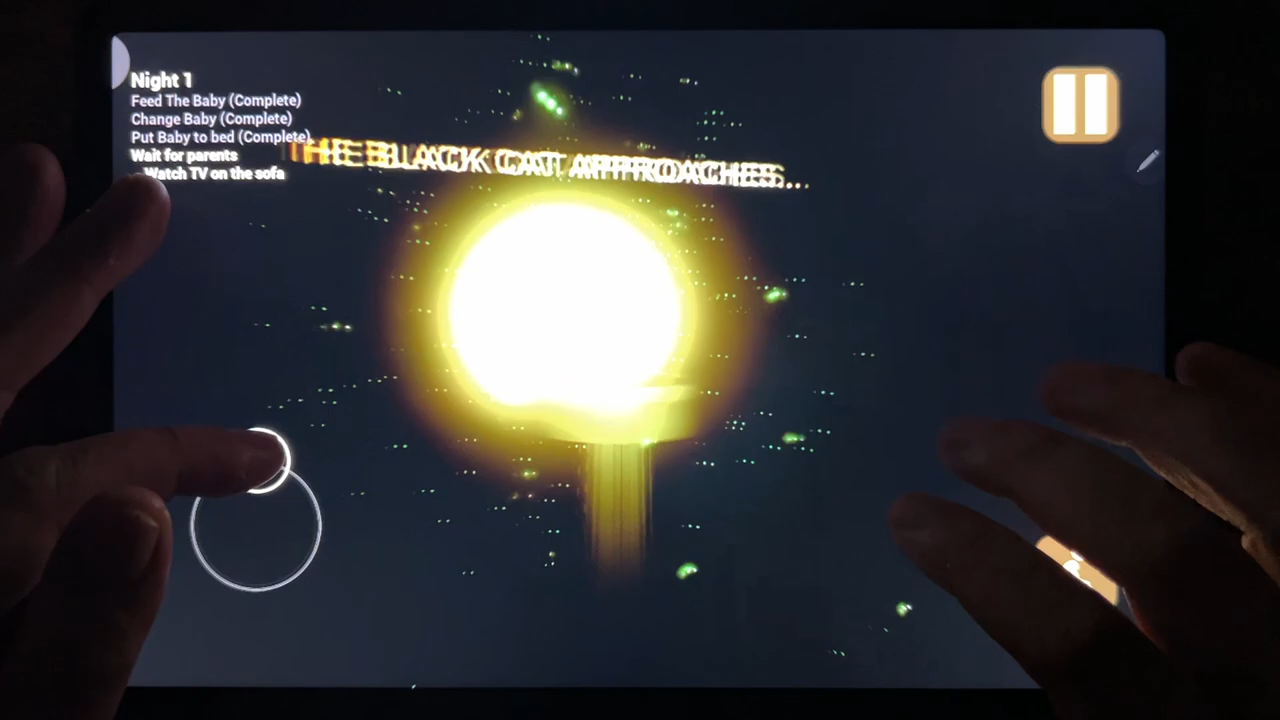 Night 1
Feed The Baby (Complete)
Change Baby (Complete)
Put Baby to bed (Complete)
Wait for parents
Watch TV on the sofa
THE BLACK CAT APPROACHES...